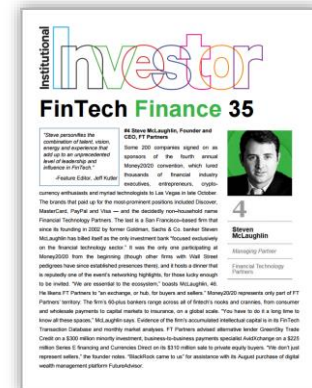 Institutional
Investor
FinTech Finance 35
"Steve personifies the
combination of talent, vision,
energy and experience that
add up to an unprecedented
level of leadership and
influence in FinTech."
-Feature Editor, Jeff Kutler
#4 Steve McLaughlin, Founder and
CEO, FT Partners
Some 200 companies signed on as
sponsors of the fourth annual
Money20/20 convention, which lured
thousands of financial industry
executives, entrepreneurs, crypto-
currency enthusiasts and myriad technologists to Las Vegas in late October.
The brands that paid up for the most-prominent positions included Discover,
MasterCard, PayPal and Visa — and the decidedly non-household name
Financial Technology Partners. The last is a San Francisco-based firm that
since its founding in 2002 by former Goldman, Sachs & Co. banker Steven
McLaughlin has billed itself as the only investment bank "focused exclusively
on the financial technology sector." It was the only one participating at
Money20/20 from the beginning (though other firms with Wall Street
pedigrees have since established presences there), and it hosts a dinner that
is reputedly one of the event's networking highlights, for those lucky enough
to be invited. "We are essential to the ecosystem," boasts McLaughlin, 46.
He likens FT Partners to "an exchange, or hub, for buyers and sellers." Money20/20 represents only part of FT
Partners' territory: The firm's 60-plus bankers range across all of fintech's nooks and crannies, from consumer
and wholesale payments to capital markets to insurance, on a global scale. "You have to do it a long time to
know all these spaces," McLaughlin says. Evidence of the firm's accumulated intellectual capital is in its FinTech
Transaction Database and monthly market analyses. FT Partners advised alternative lender GreenSky Trade
Credit on a $300 million minority investment, business-to-business payments specialist AvidXchange on a $225
million Series E financing and Currencies Direct on its $310 million sale to private equity buyers. "We don't just
represent sellers," the founder notes. "BlackRock came to us" for assistance with its August purchase of digital
wealth management platform FutureAdvisor.
4
Steven
McLaughlin
Managing Partner
Financial Technology
Partners